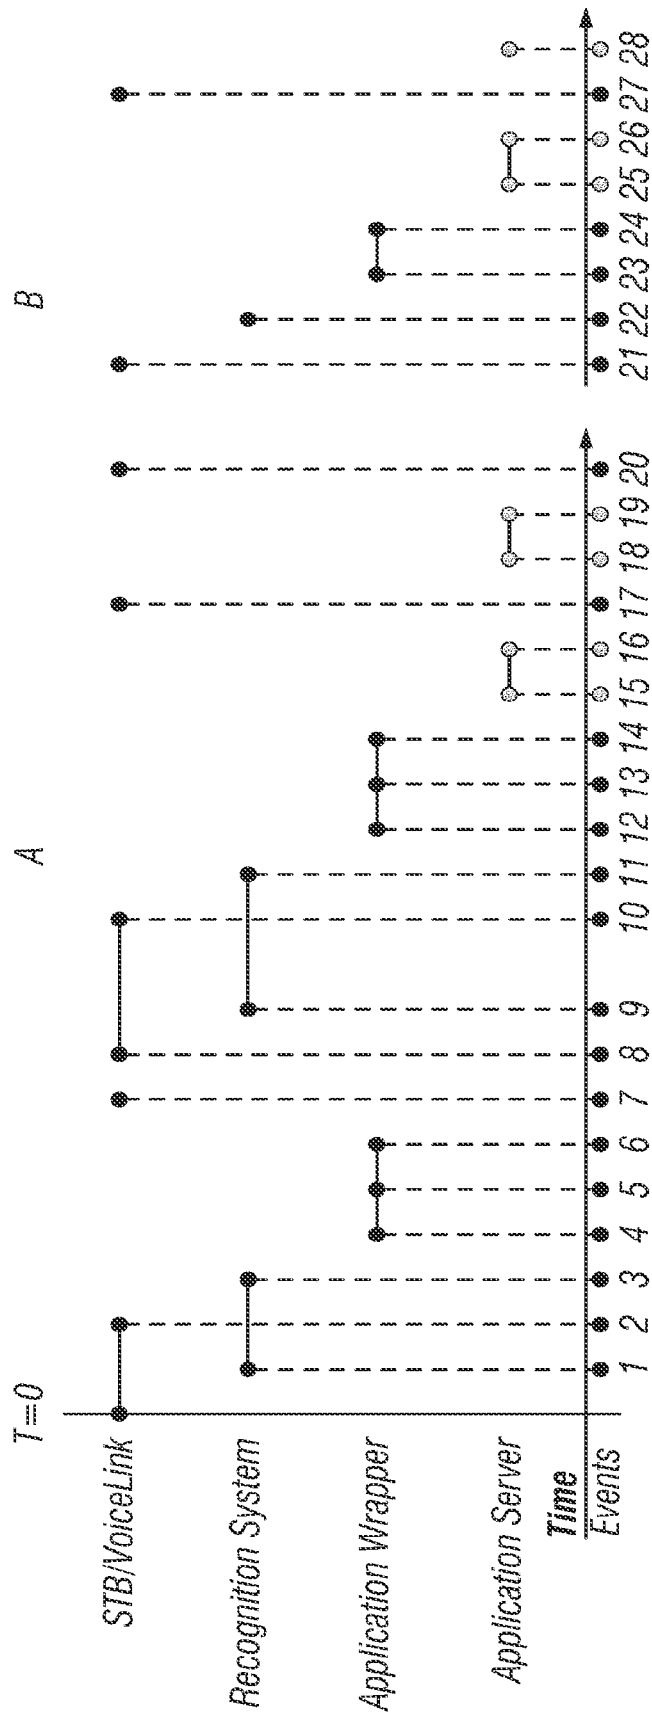 A B
T=0
STB/VoiceLink
Recognition System
Application Wrapper
Application Server
Time
Events
1 2 3 4 5 6 7 8 9 10 11 12 13 14 15 16 17 18 19 20 21 22 23 24 25 26 27 28